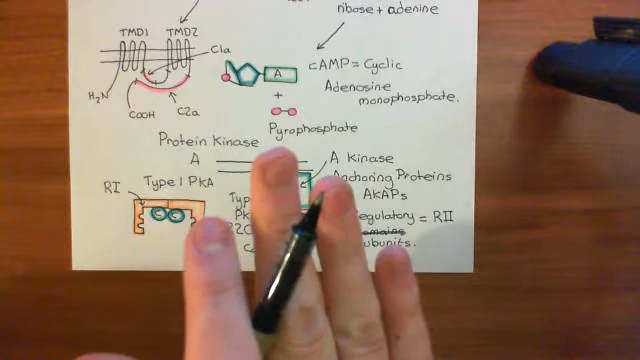 ribose + adenine
TMD1 TMD2
C1a
A
cAMP = Cyclic
Adenosine
monophosphate.
+
H₂N
COOH
C2a
Pyrophosphate
Protein Kinase
A
A Kinase
Anchoring Proteins
AKAPs
RI
Type I PKA
= RII
subunits.